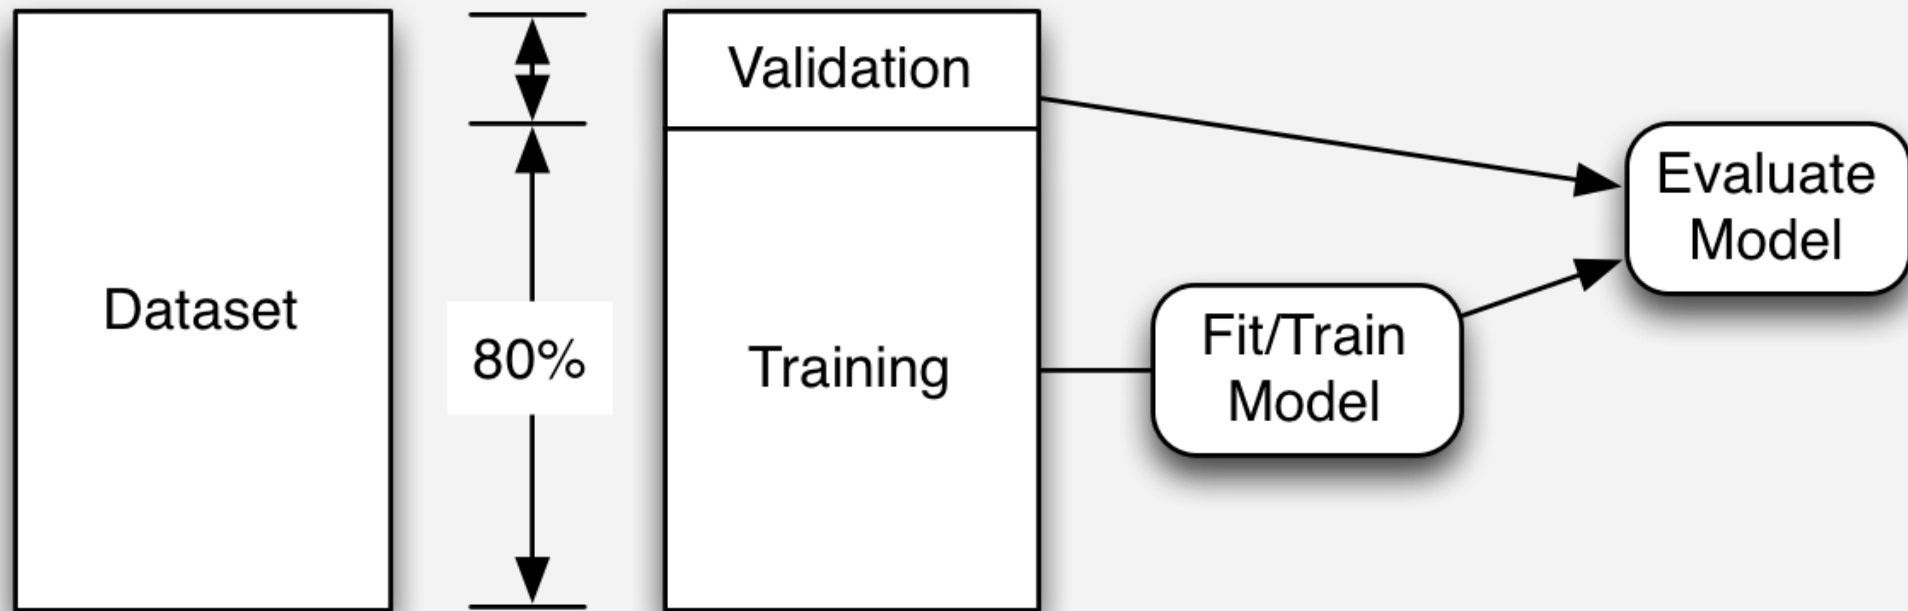 Dataset
80%
Validation
Training
Fit/Train
Model
Evaluate
Model